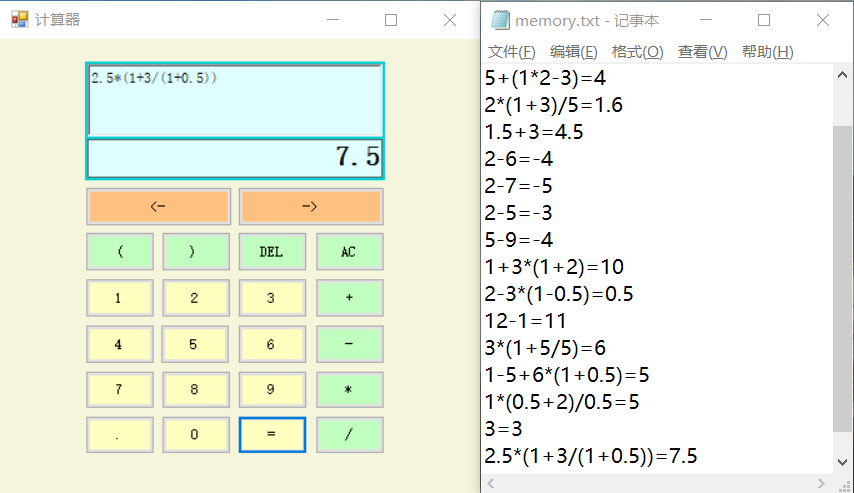 计算器
2.5*(1+3/(1+0.5))
7.5
<- ->
( ) DEL AC
1 2 3 +
4 5 6 -
7 8 9 *
. 0 = /
memory.txt - 记事本
文件(F) 编辑(E) 格式(O) 查看(V) 帮助(H)
5+(1*2-3)=4
2*(1+3)/5=1.6
1.5+3=4.5
2-6=-4
2-7=-5
2-5=-3
5-9=-4
1+3*(1+2)=10
2-3*(1-0.5)=0.5
12-1=11
3*(1+5/5)=6
1-5+6*(1+0.5)=5
1*(0.5+2)/0.5=5
3=3
2.5*(1+3/(1+0.5))=7.5